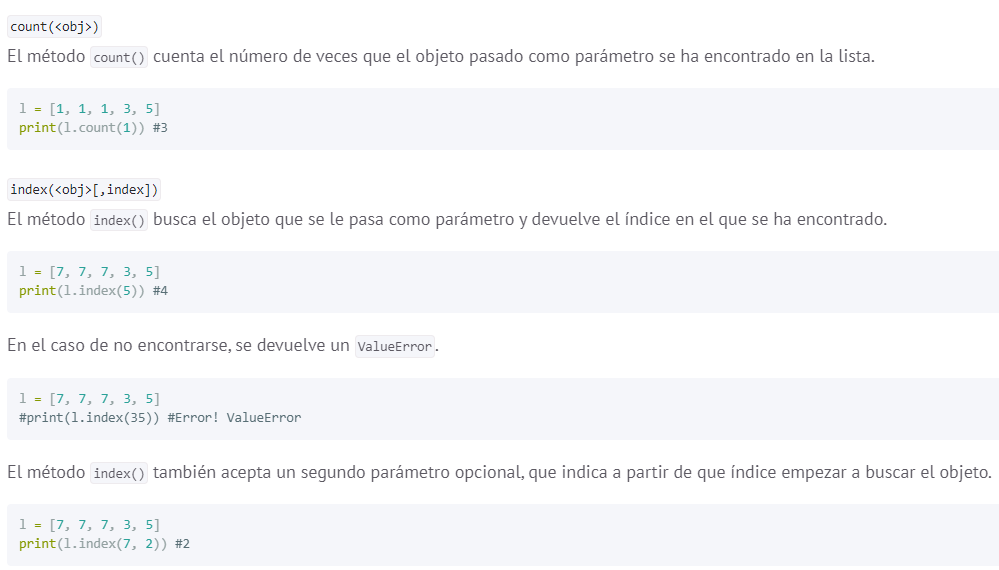 count(<obj>)
El método count() cuenta el número de veces que el objeto pasado como parámetro se ha encontrado en la lista.
l = [1, 1, 1, 3, 5]
print(l.count(1)) #3
index(<obj>[,index])
El método index() busca el objeto que se le pasa como parámetro y devuelve el índice en el que se ha encontrado.
l = [7, 7, 7, 3, 5]
print(l.index(5)) #4
En el caso de no encontrarse, se devuelve un ValueError.
l = [7, 7, 7, 3, 5]
#print(l.index(35)) #Error! ValueError
El método index() también acepta un segundo parámetro opcional, que indica a partir de que índice empezar a buscar el objeto.
l = [7, 7, 7, 3, 5]
print(l.index(7, 2)) #2